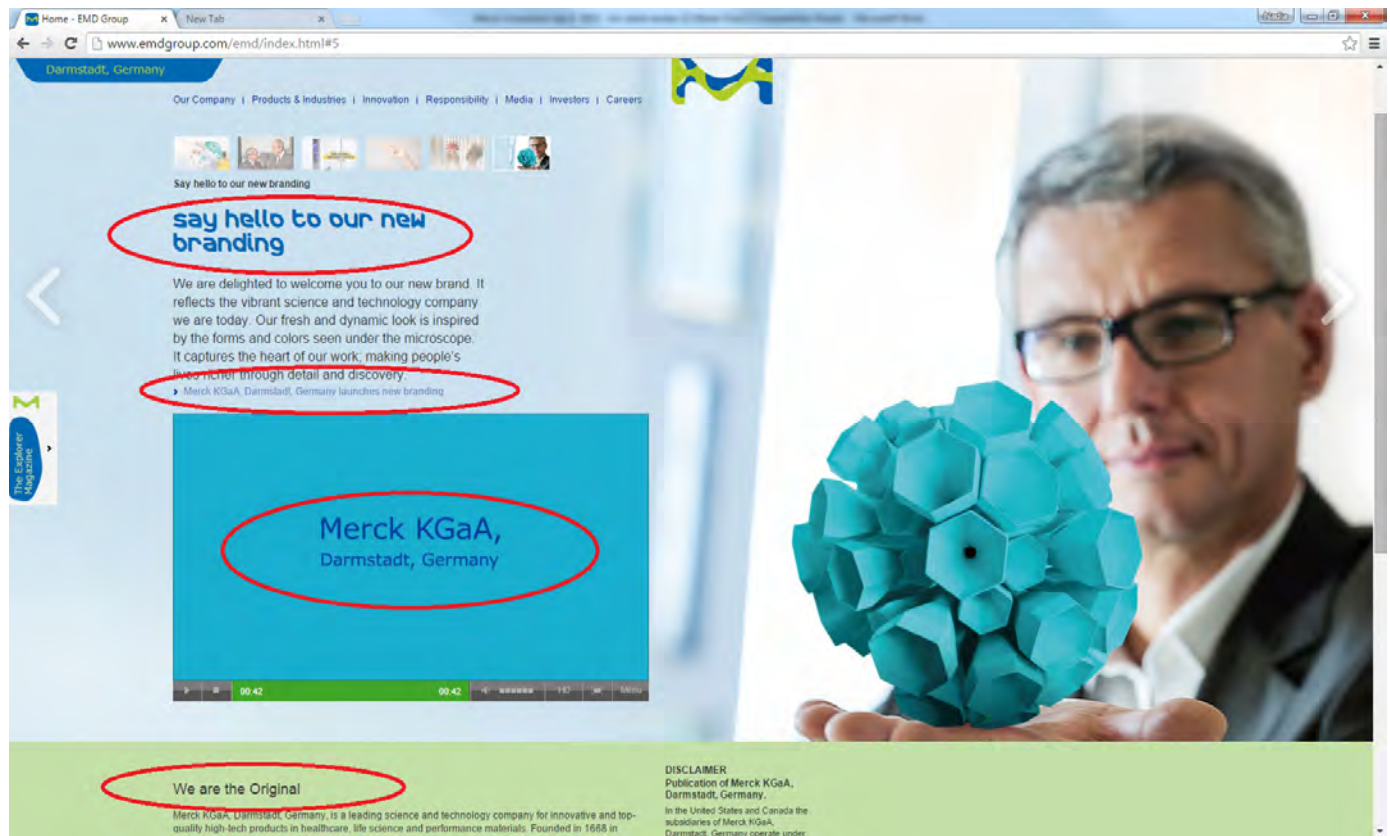 Home - EMD Group
New Tab
www.emdgroup.com/emd/index.html#5
Darmstadt, Germany
Our Company | Products & Industries | Innovation | Responsibility | Media | Investors | Careers
Say hello to our new branding
say hello to our new
branding
We are delighted to welcome you to our new brand. It
reflects the vibrant science and technology company
we are today. Our fresh and dynamic look is inspired
by the forms and colors seen under the microscope.
It captures the heart of our work; making people's
lives richer through detail and discovery.
Merck KGaA, Darmstadt, Germany launches new branding
The Explorer
Magazine
Merck KGaA,
Darmstadt, Germany
00:42 00:42 HD Menu
We are the Original
Merck KGaA, Darmstadt, Germany, is a leading science and technology company for innovative and top-
quality high-tech products in healthcare, life science and performance materials. Founded in 1668 in
DISCLAIMER
Publication of Merck KGaA,
Darmstadt, Germany.
In the United States and Canada the
subsidiaries of Merck KGaA,
Darmstadt, Germany operate under